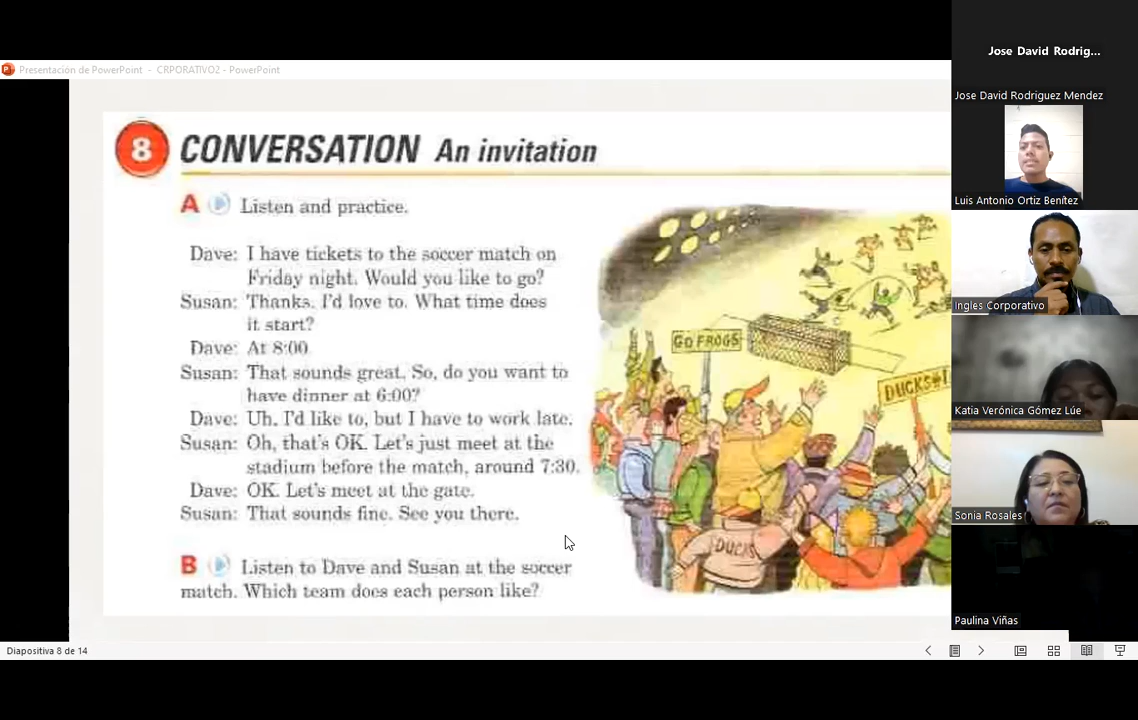 Presentación de PowerPoint - CRPORATIVO2 - PowerPoint
8 CONVERSATION An invitation
A Listen and practice.
Dave: I have tickets to the soccer match on
Friday night. Would you like to go?
Susan: Thanks. I'd love to. What time does
it start?
Dave: At 8:00
Susan: That sounds great. So, do you want to
have dinner at 6:00?
Dave: Uh, I'd like to, but I have to work late.
Susan: Oh, that's OK. Let's just meet at the
stadium before the match, around 7:30.
Dave: OK. Let's meet at the gate.
Susan: That sounds fine. See you there.
B Listen to Dave and Susan at the soccer
match. Which team does each person like?
GO FROGS
DUCKS
DUCKS
Diapositiva 8 de 14
Jose David Rodrig...
Jose David Rodriguez Mendez
Luis Antonio Ortiz Benítez
Ingles Corporativo
Katia Verónica Gómez Lúe
Sonia Rosales
Paulina Viñas